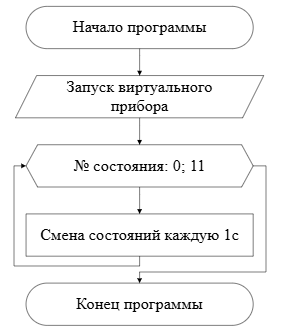 Начало программы
Запуск виртуального
прибора
№ состояния: 0; 11
Смена состояний каждую 1с
Конец программы